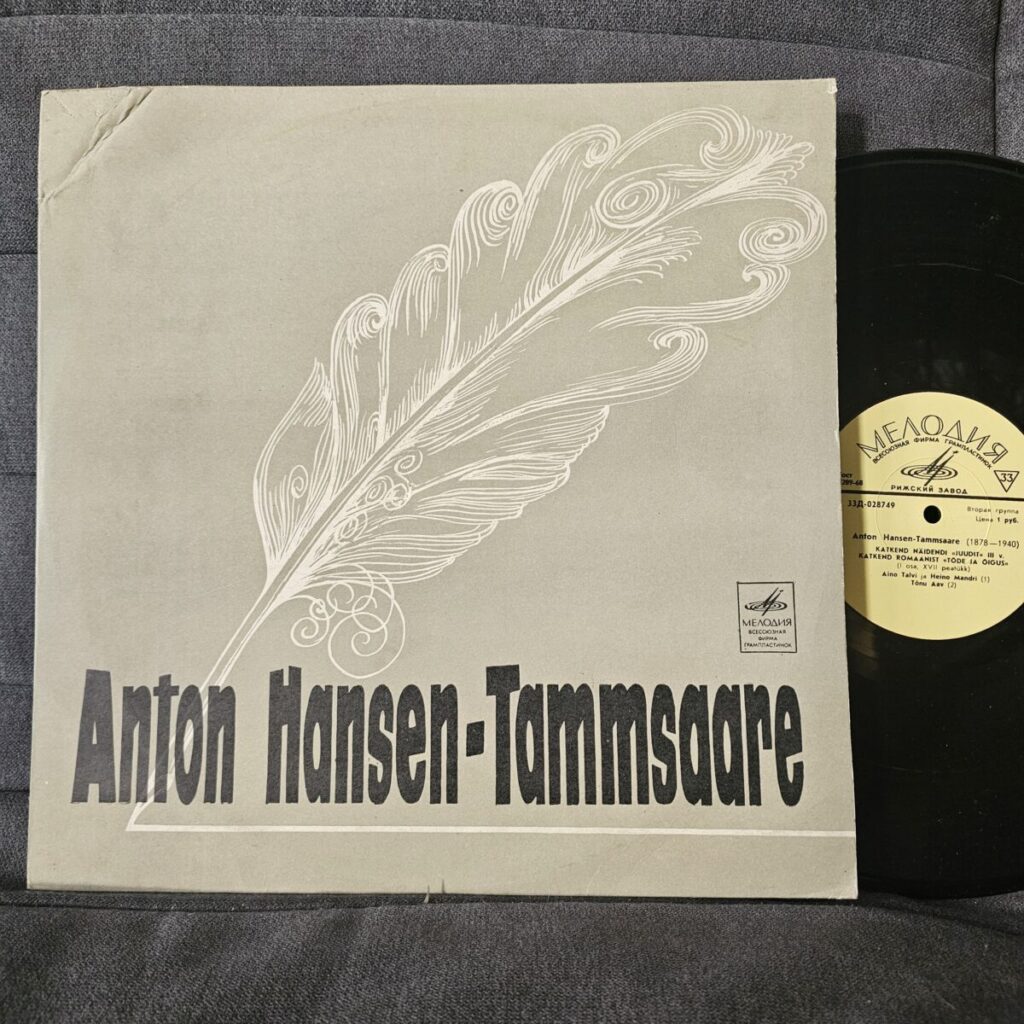 Anton Hansen-Tammsaare
МЕЛОДИЯ
ВСЕСОЮЗНАЯ
ФИРМА
ГРАМПЛАСТИНОК
МЕЛОДИЯ
ВСЕСОЮЗНАЯ ФИРМА ГРАМПЛАСТИНОК
33
РИЖСКИЙ ЗАВОД
33Д-028749
Вторая группа
Цена 1 руб.
Anton Hansen-Tammsaare (1878—1940)
KATKEND NÄIDENDI «JUUDIT» III v.
KATKEND ROMAANIST «TÕDE JA ÕIGUS»
(I osa, XVII peatükk)
Aino Talvi ja Heino Mandri (1)
Tõnu Aav (2)